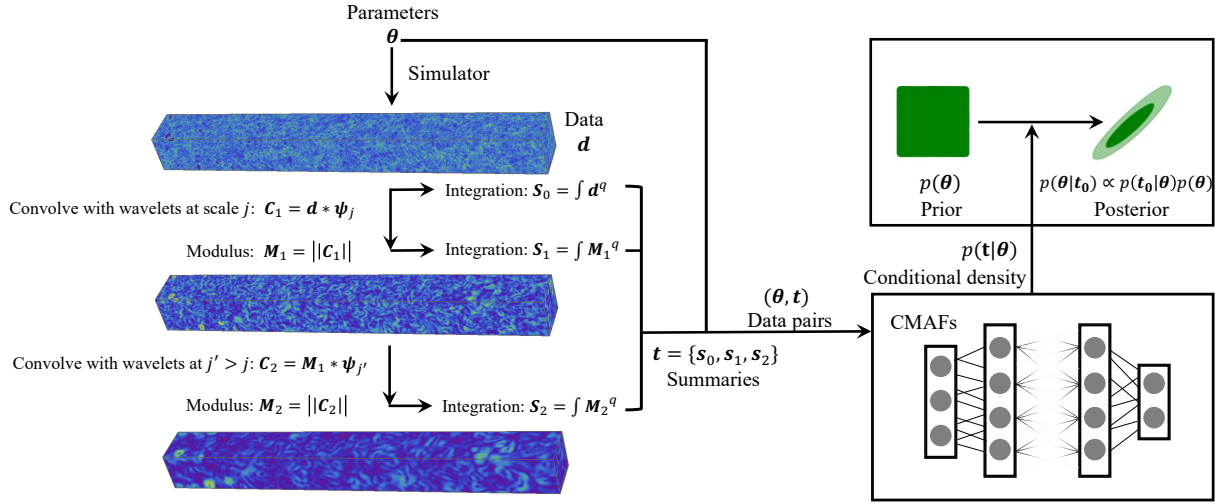 Parameters
θ
Simulator
Data
d
Integration: S₀ = ∫ d^q
Convolve with wavelets at scale j: C₁ = d ∗ ψ_j
Modulus: M₁ = ||C₁||
Integration: S₁ = ∫ M₁^q
Convolve with wavelets at j′ > j: C₂ = M₁ ∗ ψ_j′
Modulus: M₂ = ||C₂||
Integration: S₂ = ∫ M₂^q
t = {s₀, s₁, s₂}
Summaries
(θ, t)
Data pairs
CMAFs
p(t|θ)
Conditional density
p(θ)
Prior
p(θ|t₀) ∝ p(t₀|θ)p(θ)
Posterior